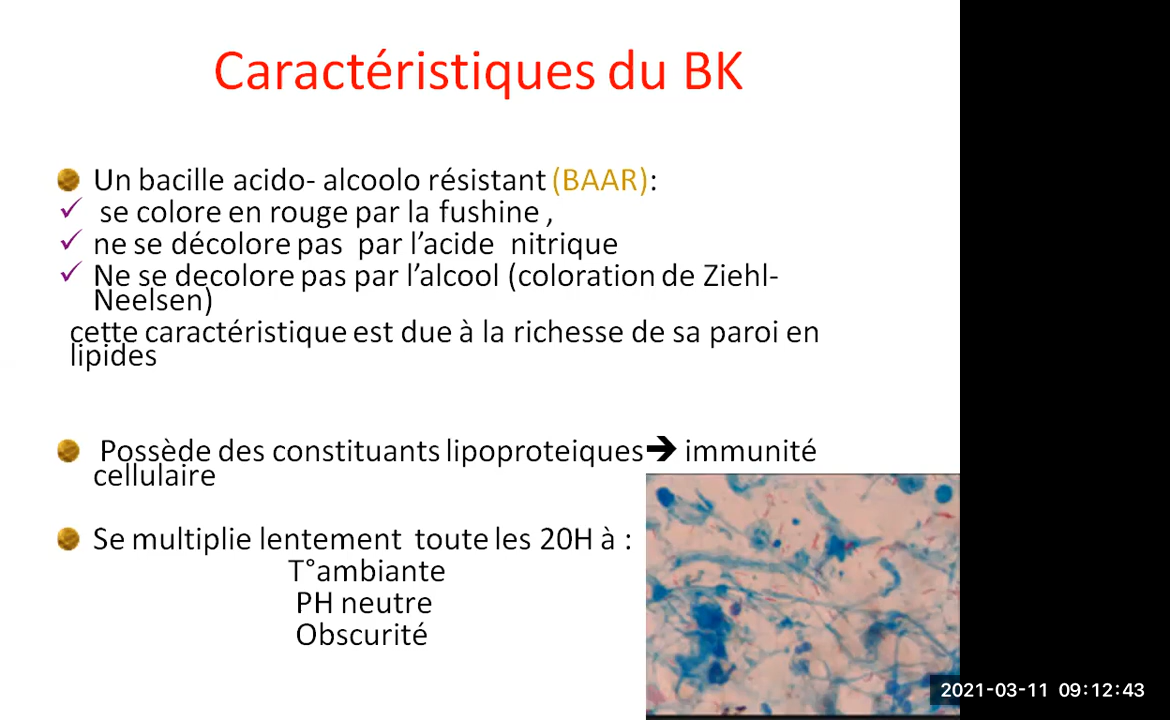 Caractéristiques du BK
Un bacille acido- alcoolo résistant (BAAR):
se colore en rouge par la fushine ,
ne se décolore pas par l'acide nitrique
Ne se decolore pas par l'alcool (coloration de Ziehl-
Neelsen)
cette caractéristique est due à la richesse de sa paroi en
lipides
Possède des constituants lipoproteiques➔ immunité
cellulaire
Se multiplie lentement toute les 20H à :
T°ambiante
PH neutre
Obscurité
2021-03-11 09:12:43